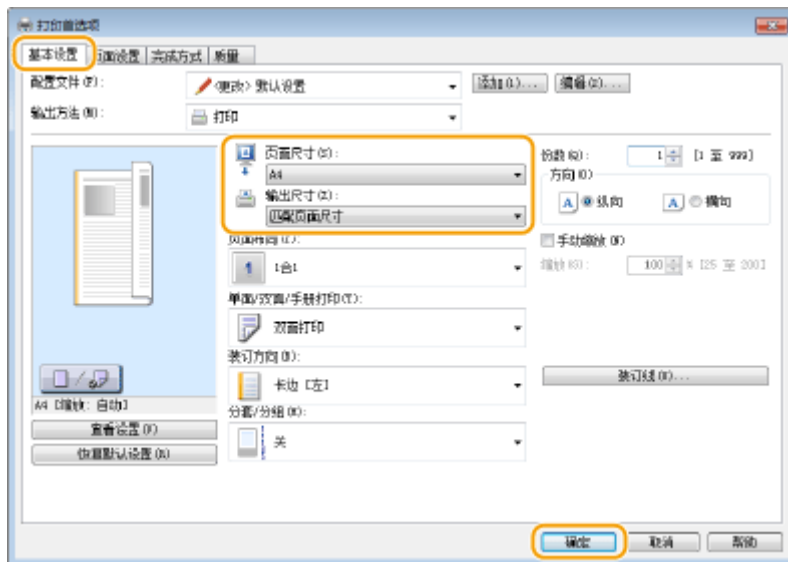 打印首选项
基本设置 页面设置 完成方式 质量
配置文件(F): <更改> 默认设置 添加(L)... 编辑(Z)...
输出方法(M): 打印
页面尺寸(S):
A4
输出尺寸(Z):
匹配页面尺寸
份数(Q): 1 [1 至 999]
方向(O)
A 纵向 A 横向
页面布局(L):
1 1合1
手动缩放(W)
缩放(G): 100 % [25 至 200]
单面/双面/手册打印(T):
双面打印
装订方向(B):
长边 [左]
装订线(U)...
A4 [缩放: 自动]
分套/分组(K):
关
查看设置(V)
恢复默认设置(R)
确定 取消 帮助